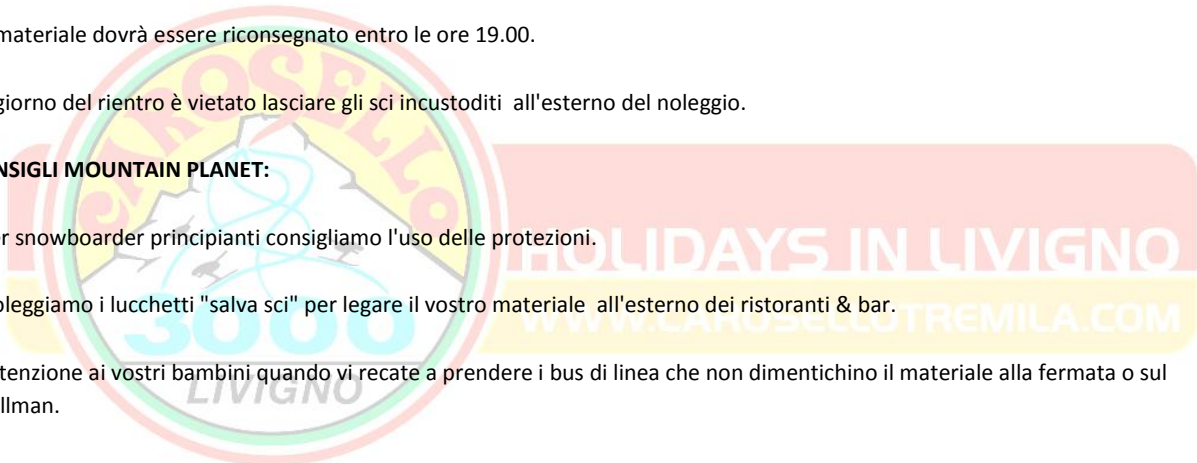 materiale dovrà essere riconsegnato entro le ore 19.00.
giorno del rientro è vietato lasciare gli sci incustoditi all'esterno del noleggio.
NSIGLI MOUNTAIN PLANET:
er snowboarder principianti consigliamo l'uso delle protezioni.
oleggiamo i lucchetti "salva sci" per legare il vostro materiale all'esterno dei ristoranti & bar.
tenzione ai vostri bambini quando vi recate a prendere i bus di linea che non dimentichino il materiale alla fermata o sul
llman.
CAROSELLO
3000
LIVIGNO
HOLIDAYS IN LIVIGNO
WWW.CAROSELLOTREMILA.COM